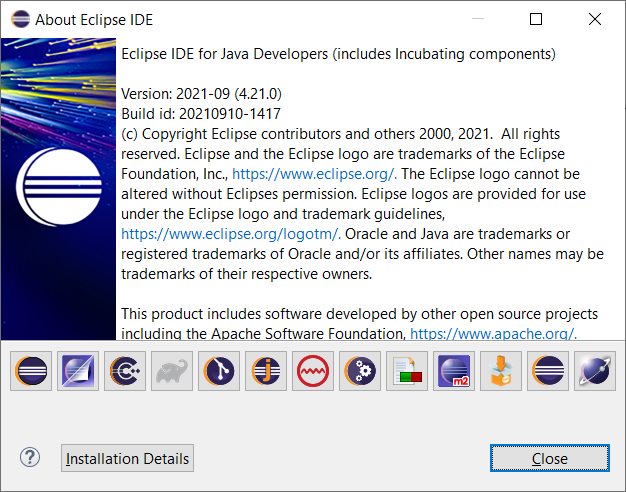 About Eclipse IDE
Eclipse IDE for Java Developers (includes Incubating components)
Version: 2021-09 (4.21.0)
Build id: 20210910-1417
(c) Copyright Eclipse contributors and others 2000, 2021.  All rights
reserved. Eclipse and the Eclipse logo are trademarks of the Eclipse
Foundation, Inc., https://www.eclipse.org/. The Eclipse logo cannot be
altered without Eclipses permission. Eclipse logos are provided for use
under the Eclipse logo and trademark guidelines,
https://www.eclipse.org/logotm/. Oracle and Java are trademarks or
registered trademarks of Oracle and/or its affiliates. Other names may be
trademarks of their respective owners.
This product includes software developed by other open source projects
including the Apache Software Foundation, https://www.apache.org/.
j
m2
? Installation Details Close